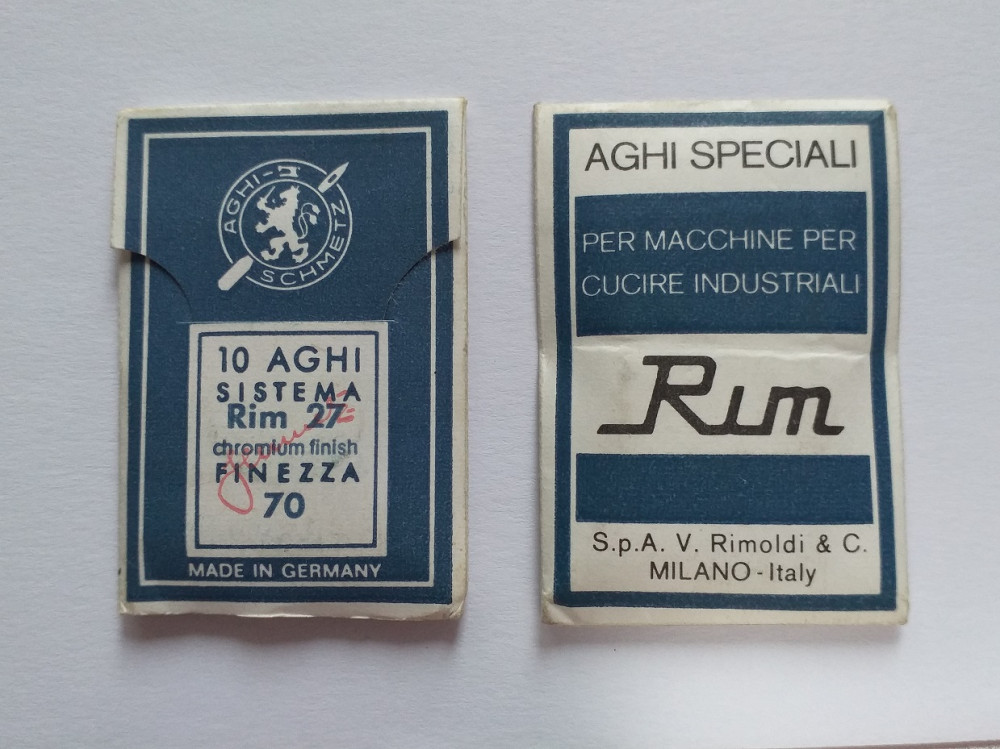 AGHI-
SCHMETZ
10 AGHI
SISTEMA
Rim 27
chromium finish
FINEZZA
70
MADE IN GERMANY
AGHI SPECIALI
PER MACCHINE PER
CUCIRE INDUSTRIALI
Rim
S.p.A. V. Rimoldi & C.
MILANO - Italy